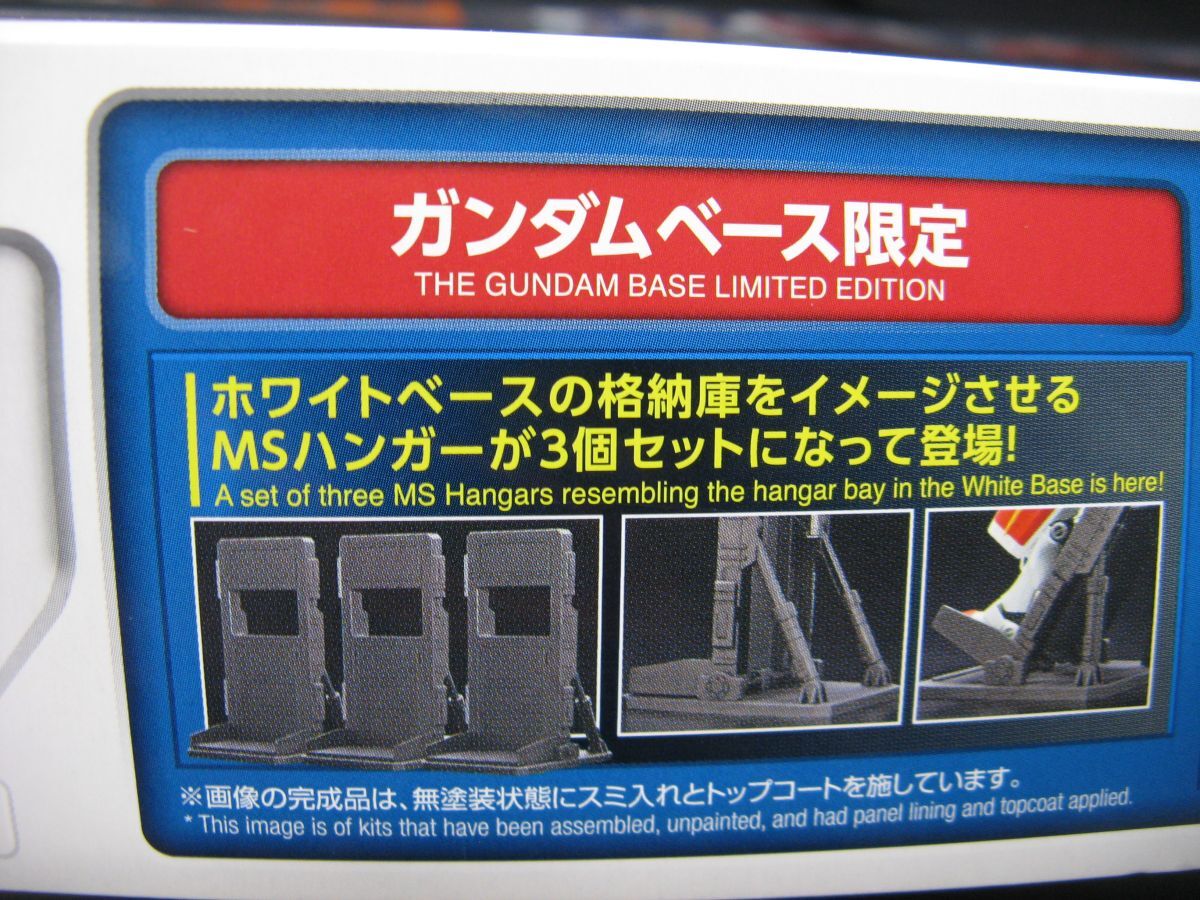 ガンダムベース限定
THE GUNDAM BASE LIMITED EDITION
ホワイトベースの格納庫をイメージさせる
MSハンガーが3個セットになって登場!
A set of three MS Hangars resembling the hangar bay in the White Base is here!
※画像の完成品は、無塗装状態にスミ入れとトップコートを施しています。
* This image is of kits that have been assembled, unpainted, and had panel lining and topcoat applied.